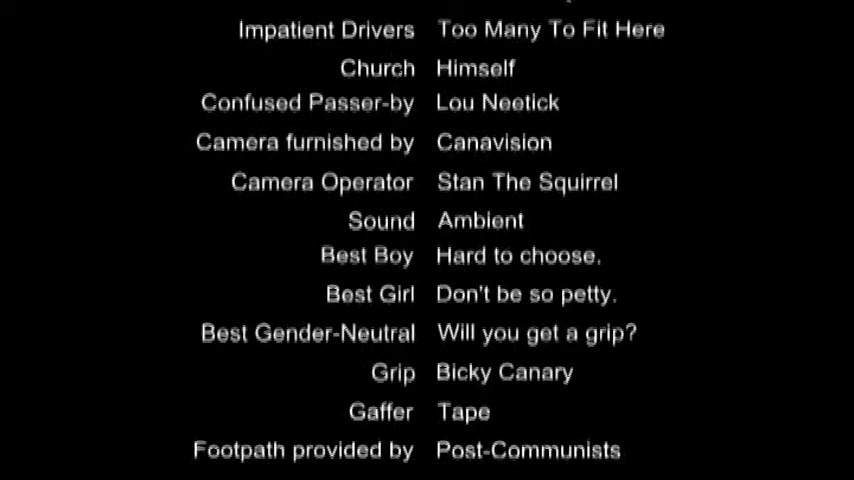 Impatient Drivers Too Many To Fit Here
Church Himself
Confused Passer-by Lou Neetick
Camera furnished by Canavision
Camera Operator Stan The Squirrel
Sound Ambient
Best Boy Hard to choose.
Best Girl Don't be so petty.
Best Gender-Neutral Will you get a grip?
Grip Bicky Canary
Gaffer Tape
Footpath provided by Post-Communists